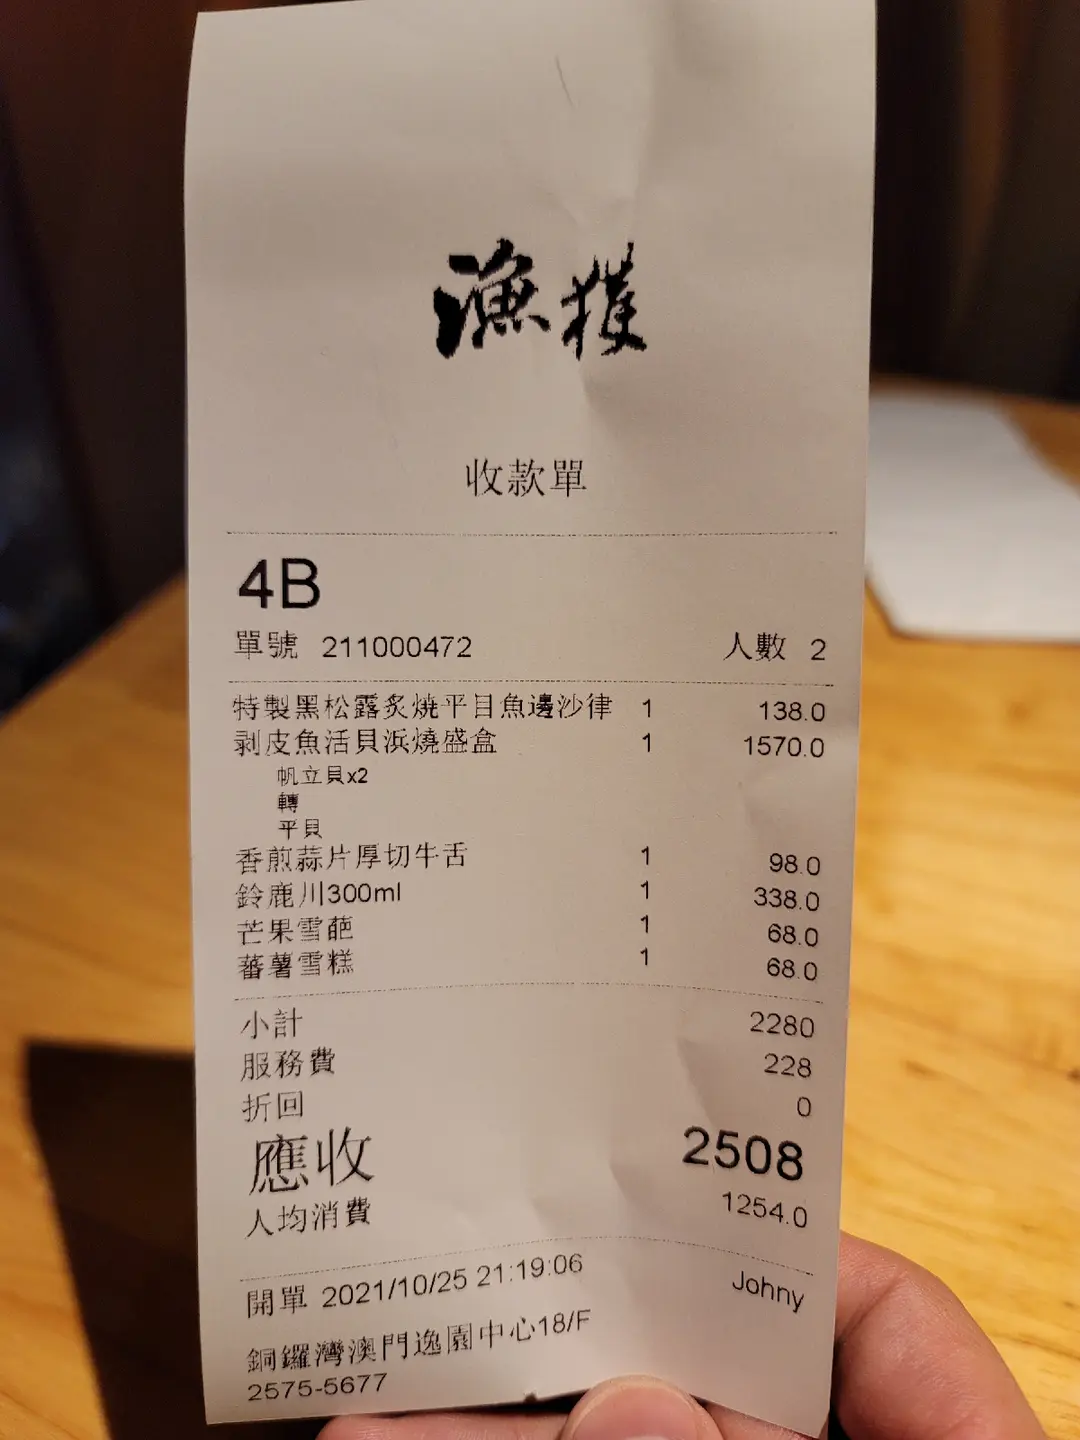 漁獲
收款單
4B
單號 211000472 人數 2
特製黑松露炙燒平目魚邊沙律 1 138.0
剥皮魚活貝浜燒盛盒 1 1570.0
帆立貝x2
轉
平貝
香煎蒜片厚切牛舌 1 98.0
鈴鹿川300ml 1 338.0
芒果雪葩 1 68.0
蕃薯雪糕 1 68.0
小計 2280
服務費 228
折回 0
應收 2508
人均消費 1254.0
開單 2021/10/25 21:19:06 Johny
銅鑼灣澳門逸園中心18/F
2575-5677